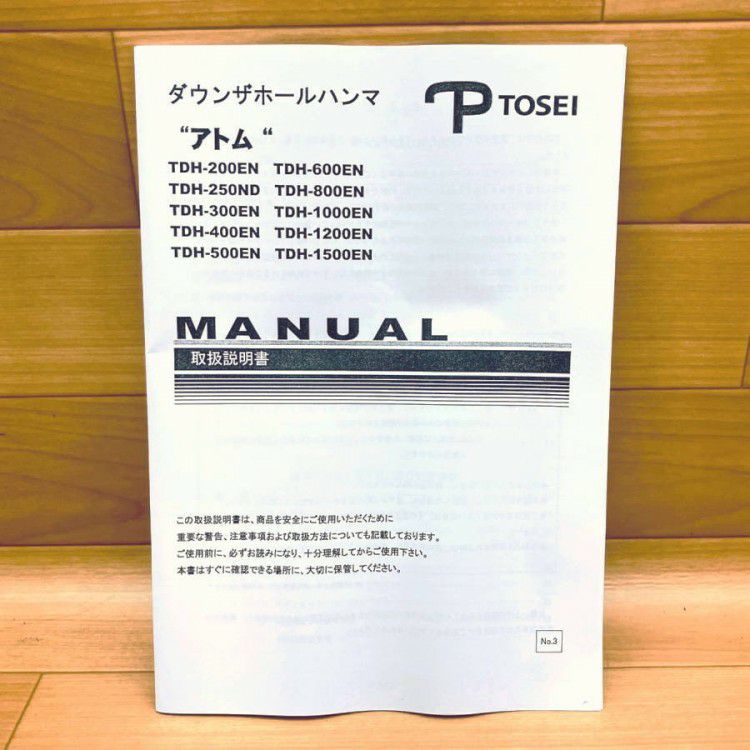 ダウンザホールハンマ
TP TOSEI
“アトム“
TDH-200EN TDH-600EN
TDH-250ND TDH-800EN
TDH-300EN TDH-1000EN
TDH-400EN TDH-1200EN
TDH-500EN TDH-1500EN
MANUAL
取扱説明書
この取扱説明書は、商品を安全にご使用いただくために
重要な警告、注意事項および取扱方法についても記載しております。
ご使用前に、必ずお読みになり、十分理解してからご使用下さい。
本書はすぐに確認できる場所に、大切に保管してください。
No.3